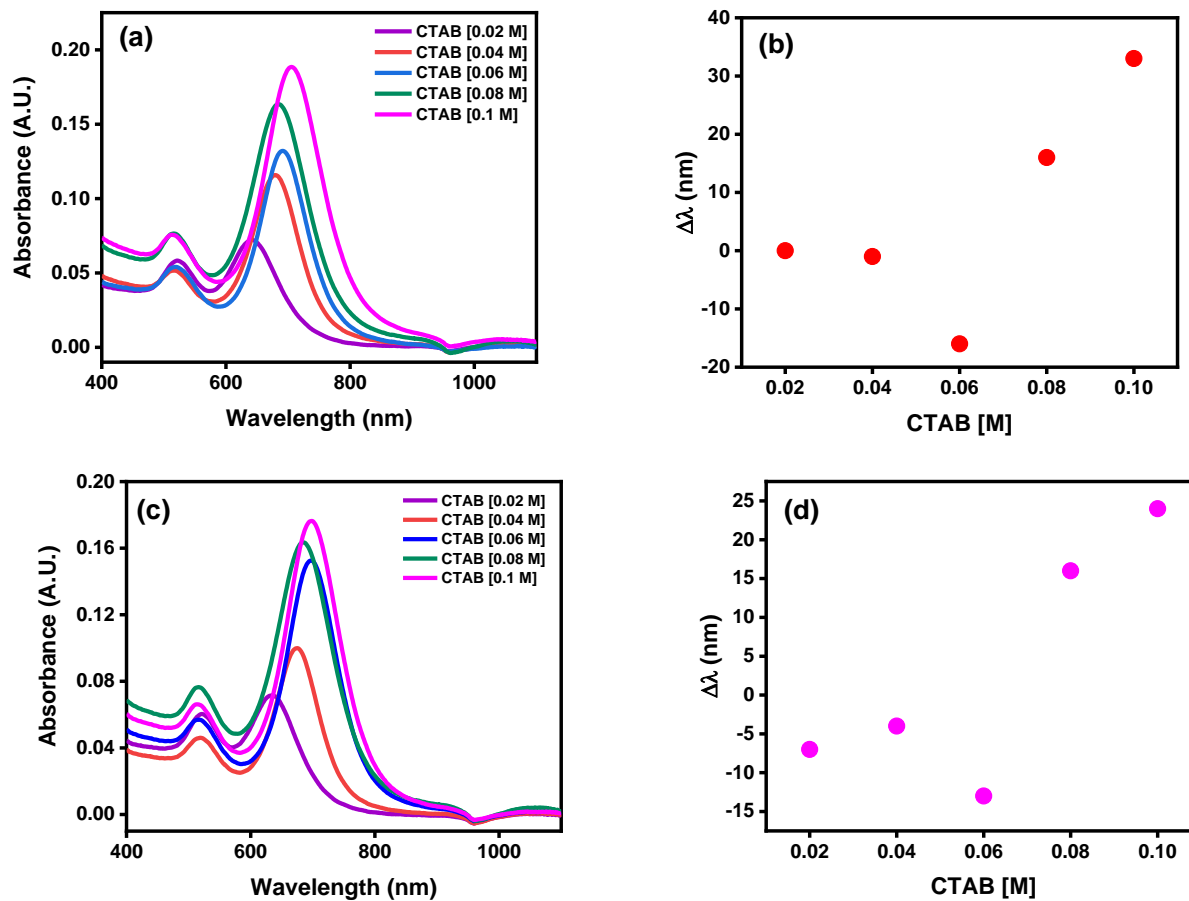 (a)
CTAB [0.02 M]
CTAB [0.04 M]
CTAB [0.06 M]
CTAB [0.08 M]
CTAB [0.1 M]
0.20
0.15
0.10
0.05
0.00
Absorbance (A.U.)
400 600 800 1000
Wavelength (nm)
(b)
40
30
20
10
0
-10
-20
Δλ (nm)
0.02 0.04 0.06 0.08 0.10
CTAB [M]
(c)
CTAB [0.02 M]
CTAB [0.04 M]
CTAB [0.06 M]
CTAB [0.08 M]
CTAB [0.1 M]
0.20
0.16
0.12
0.08
0.04
0.00
Absorbance (A.U.)
400 600 800 1000
Wavelength (nm)
(d)
25
20
15
10
5
0
-5
-10
-15
Δλ (nm)
0.02 0.04 0.06 0.08 0.10
CTAB [M]